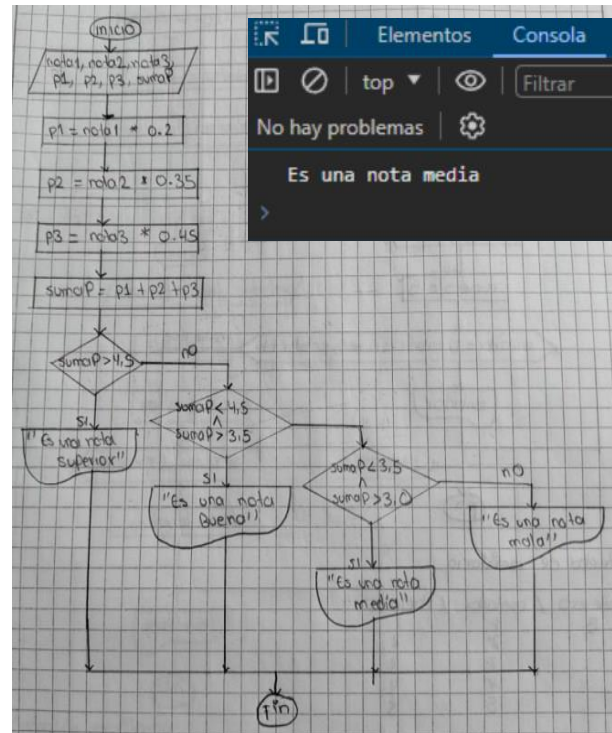 inicio
nota1, nota2, nota3,
p1, p2, p3, sumaP
p1 = nota1 * 0.2
p2 = nota2 * 0.35
p3 = nota3 * 0.45
sumaP = p1+p2+p3
sumaP>4,5
no
si
"Es una nota
superior"
sumaP< 4,5
^
sumaP> 3,5
si
"Es una nota
Buena"
sumaP<3,5
^
sumaP>3,0
no
si
"Es una nota
media"
"Es una nota
mala"
Fin
Elementos Consola
top Filtrar
No hay problemas
Es una nota media
>